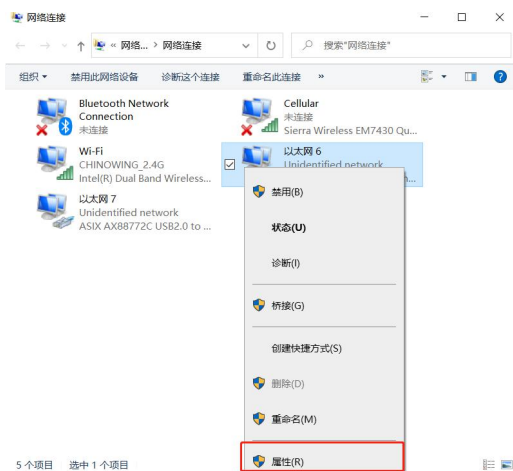 网络连接
« 网络... > 网络连接
搜索"网络连接"
组织 禁用此网络设备 诊断这个连接 重命名此连接 »
Bluetooth Network
Connection
未连接
Cellular
未连接
Sierra Wireless EM7430 Qu...
Wi-Fi
CHINOWING_2.4G
Intel(R) Dual Band Wireless...
以太网 6
Unidentified network
以太网 7
Unidentified network
ASIX AX88772C USB2.0 to ...
禁用(B)
状态(U)
诊断(I)
桥接(G)
创建快捷方式(S)
删除(D)
重命名(M)
属性(R)
5 个项目 选中 1 个项目